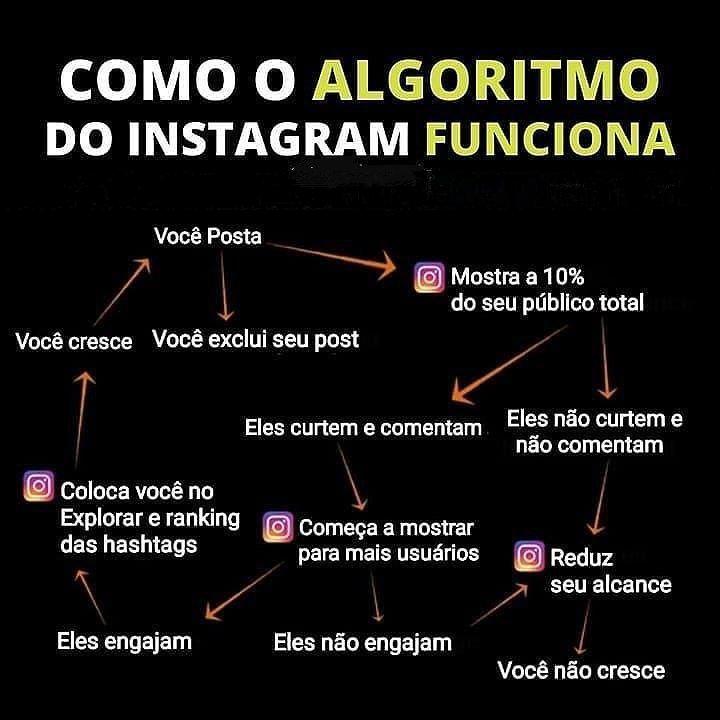 COMO O ALGORITMO
DO INSTAGRAM FUNCIONA
Você Posta
Mostra a 10%
do seu público total
Você cresce
Você exclui seu post
Eles curtem e comentam
Eles não curtem e
não comentam
Coloca você no
Explorar e ranking
das hashtags
Começa a mostrar
para mais usuários
Reduz
seu alcance
Eles engajam
Eles não engajam
Você não cresce